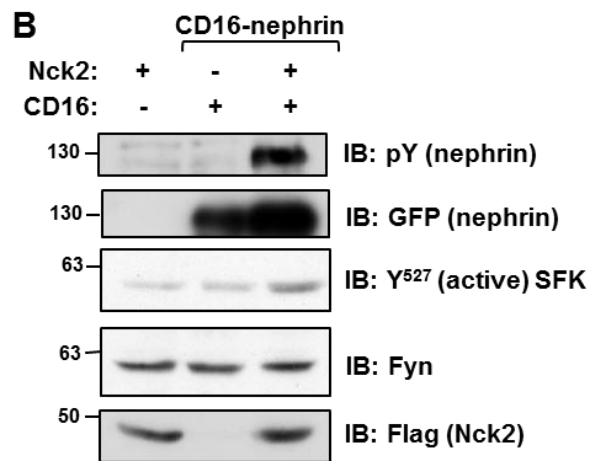 B
CD16-nephrin
Nck2: + - +
CD16: - + +
130 IB: pY (nephrin)
130 IB: GFP (nephrin)
63 IB: Y⁵²⁷ (active) SFK
63 IB: Fyn
50 IB: Flag (Nck2)